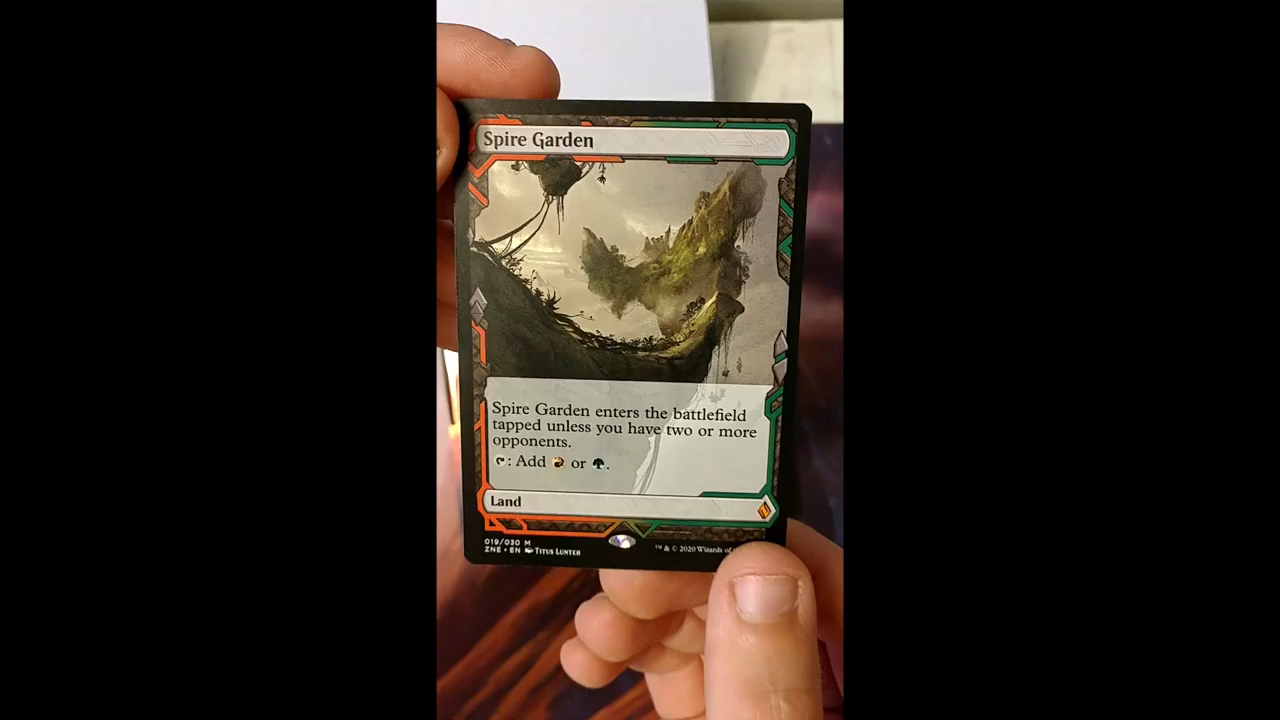 Spire Garden
Spire Garden enters the battlefield
tapped unless you have two or more
opponents.
: Add or .
Land
019/030 M
ZNE • EN Titus Lunter
™ & © 2020 Wizards of